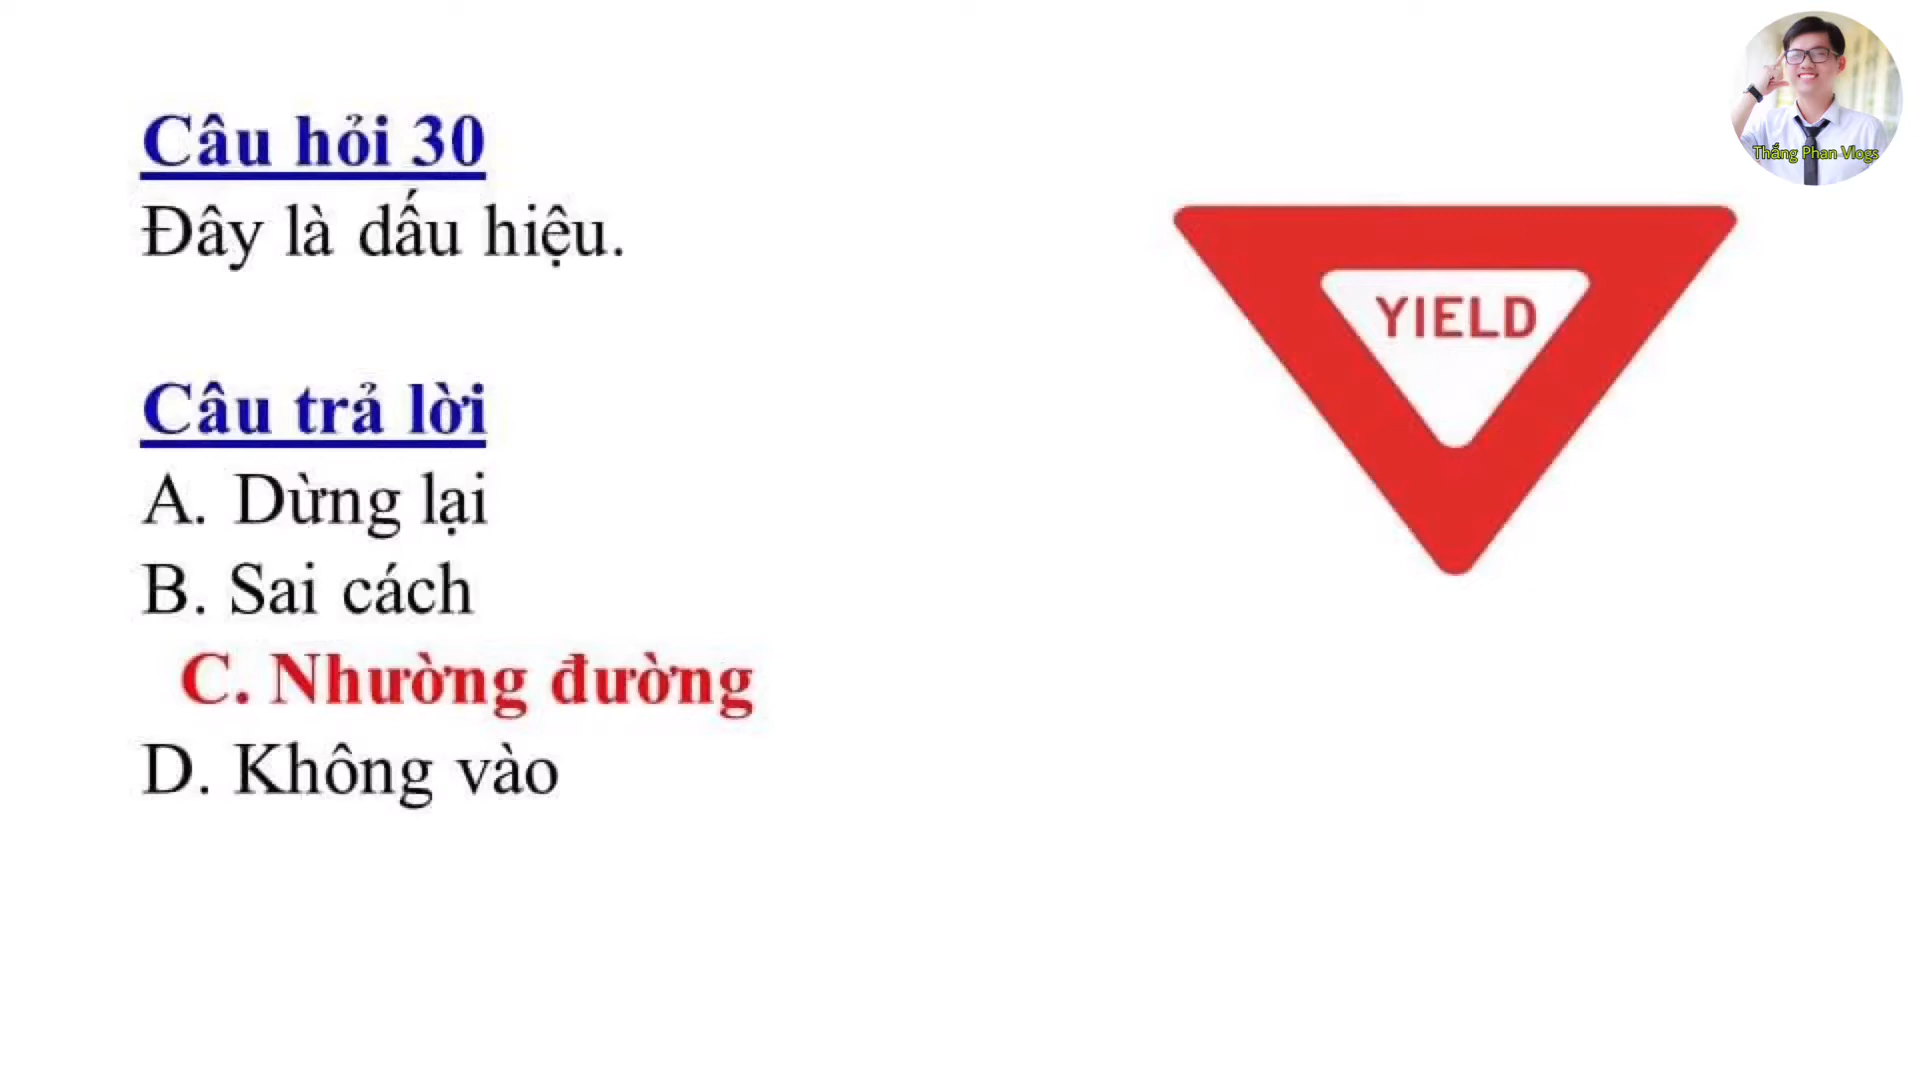 Câu hỏi 30
Đây là dấu hiệu.
Câu trả lời
A. Dừng lại
B. Sai cách
C. Nhường đường
D. Không vào
YIELD
Thắng Phan Vlogs